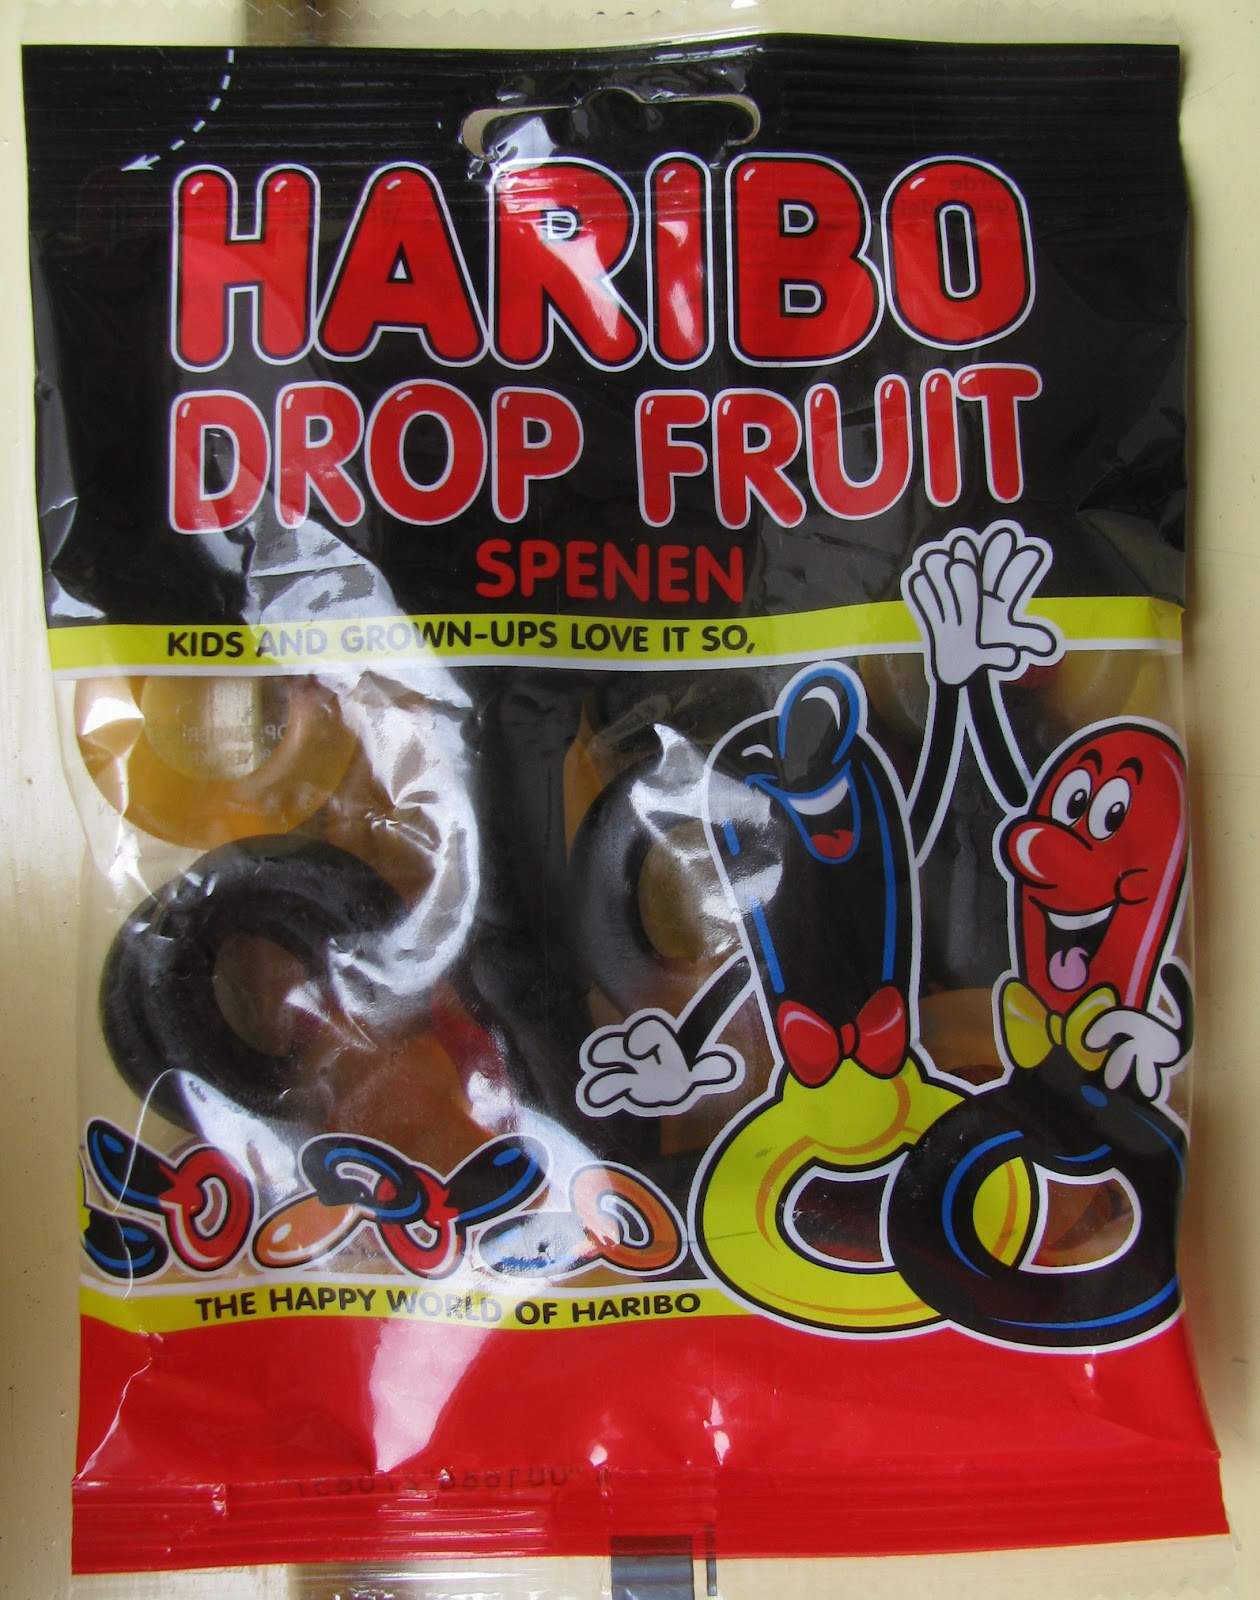 HARIBO
DROP FRUIT
SPENEN
KIDS AND GROWN-UPS LOVE IT SO,
THE HAPPY WORLD OF HARIBO